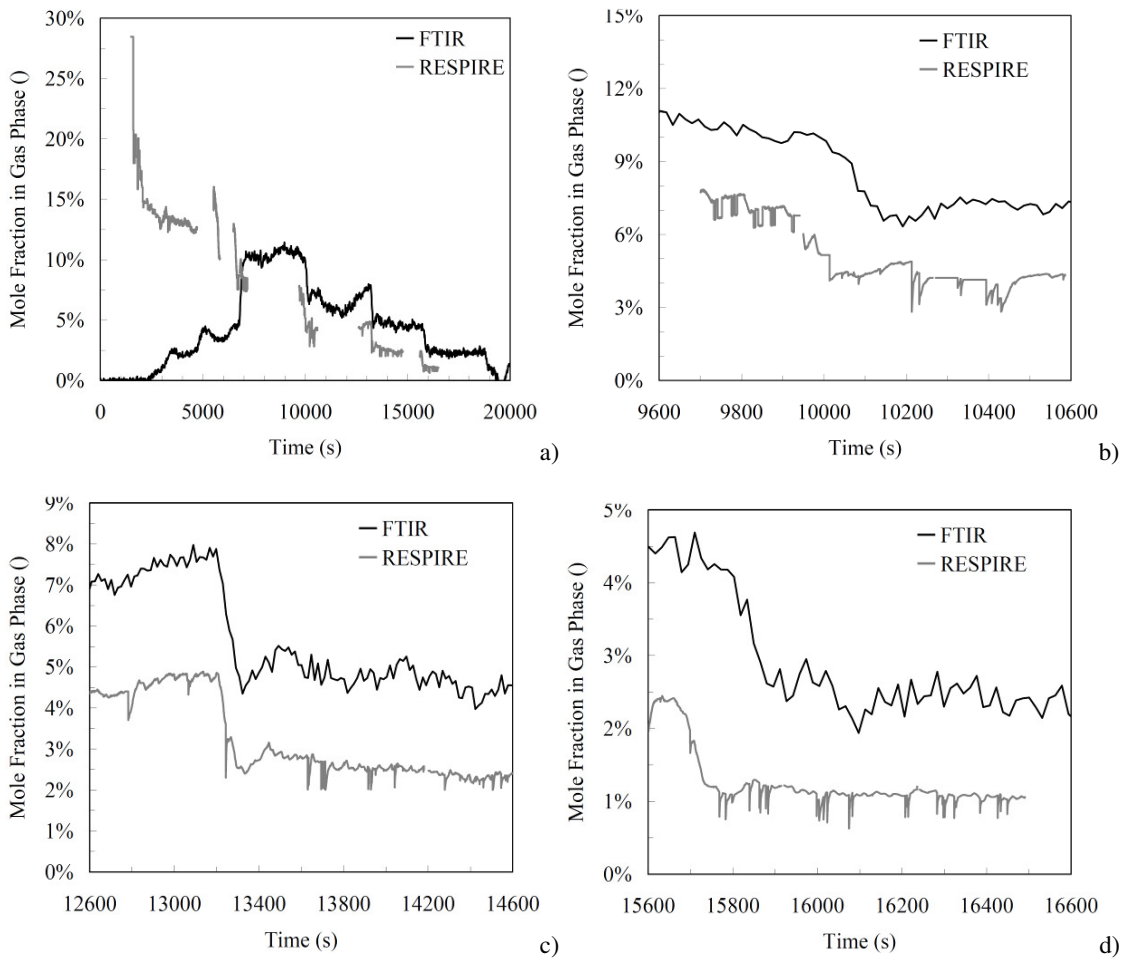 30%
25%
20%
15%
10%
5%
0%
Mole Fraction in Gas Phase ()
FTIR
RESPIRE
0 5000 10000 15000 20000
Time (s)
a)
15%
12%
9%
6%
3%
0%
Mole Fraction in Gas Phase ()
FTIR
RESPIRE
9600 9800 10000 10200 10400 10600
Time (s)
b)
9%
8%
7%
6%
5%
4%
3%
2%
1%
0%
Mole Fraction in Gas Phase ()
FTIR
RESPIRE
12600 13000 13400 13800 14200 14600
Time (s)
c)
5%
4%
3%
2%
1%
0%
Mole Fraction in Gas Phase ()
FTIR
RESPIRE
15600 15800 16000 16200 16400 16600
Time (s)
d)